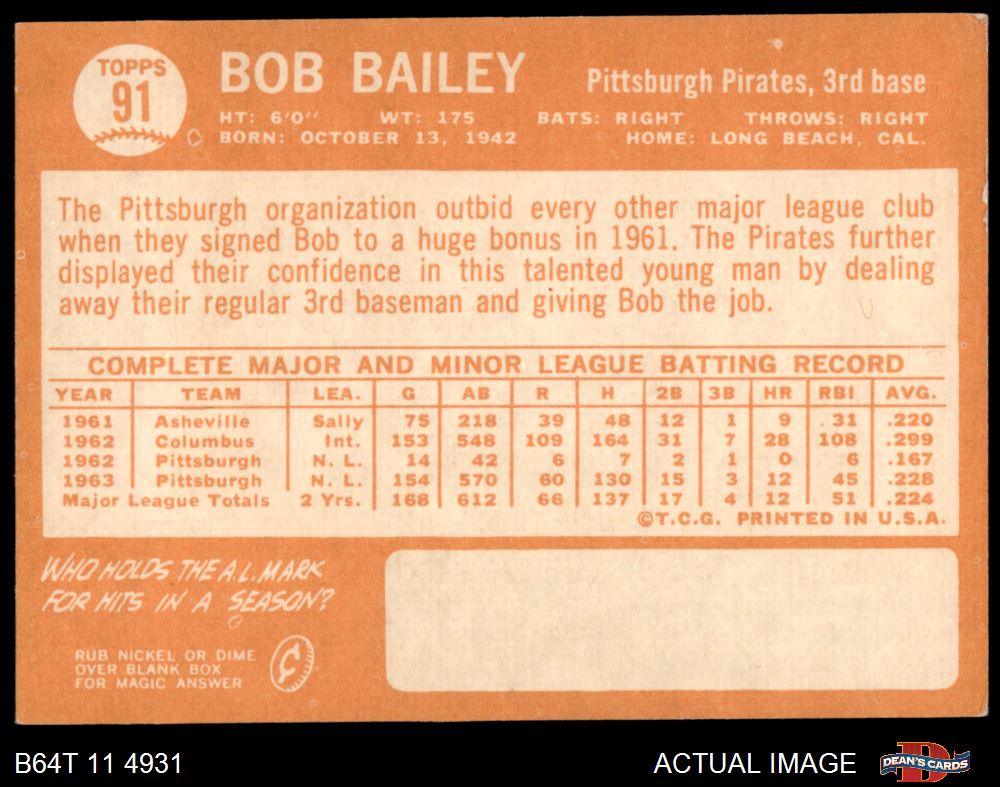 TOPPS
91
BOB BAILEY
Pittsburgh Pirates, 3rd base
HT: 6'0'' WT: 175 BATS: RIGHT THROWS: RIGHT
BORN: OCTOBER 13, 1942 HOME: LONG BEACH, CAL.
The Pittsburgh organization outbid every other major league club
when they signed Bob to a huge bonus in 1961. The Pirates further
displayed their confidence in this talented young man by dealing
away their regular 3rd baseman and giving Bob the job.
COMPLETE MAJOR AND MINOR LEAGUE BATTING RECORD
YEAR TEAM LEA. G AB R H 2B 3B HR RBI AVG.
1961 Asheville Sally 75 218 39 48 12 1 9 31 .220
1962 Columbus Int. 153 548 109 164 31 7 28 108 .299
1962 Pittsburgh N. L. 14 42 6 7 2 1 0 6 .167
1963 Pittsburgh N. L. 154 570 60 130 15 3 12 45 .228
Major League Totals 2 Yrs. 168 612 66 137 17 4 12 51 .224
©T.C.G. PRINTED IN U.S.A.
WHO HOLDS THE A.L. MARK
FOR HITS IN A SEASON?
RUB NICKEL OR DIME
OVER BLANK BOX
FOR MAGIC ANSWER
¢
B64T 11 4931
ACTUAL IMAGE
DEAN'S CARDS